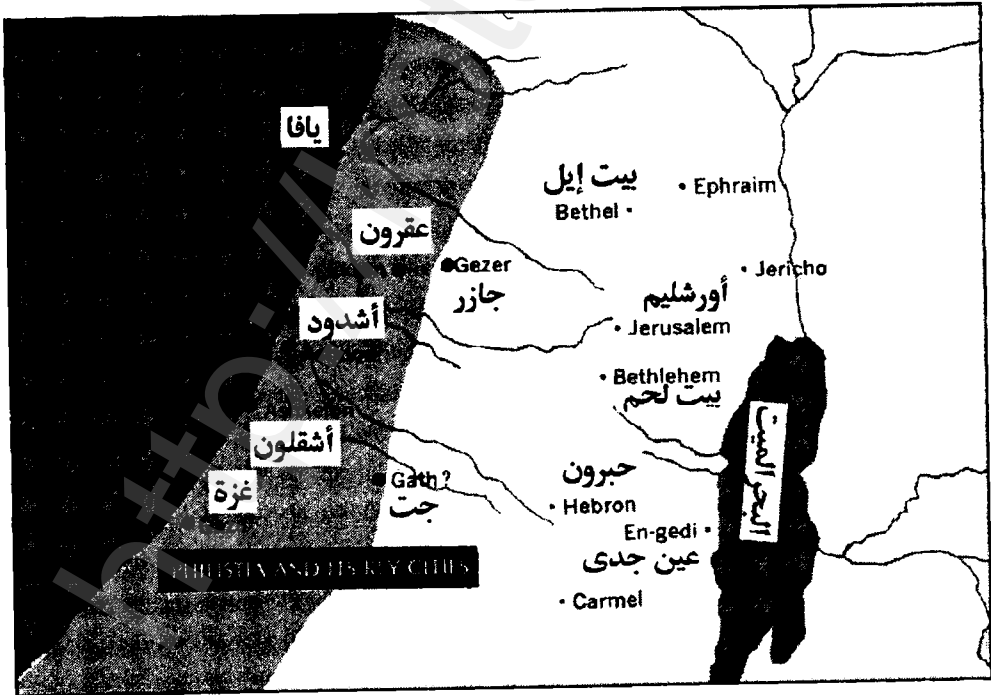 يافا
بيت إيل
Bethel
Ephraim
عقرون
Gezer
جازر
Jericho
أورشليم
Jerusalem
أشدود
Bethlehem
بيت لحم
أشقلون
البحر الميت
غزة
Gath?
جت
حبرون
Hebron
En-gedi
عين جدى
PHILISTIA AND ITS KEY CITIES
Carmel